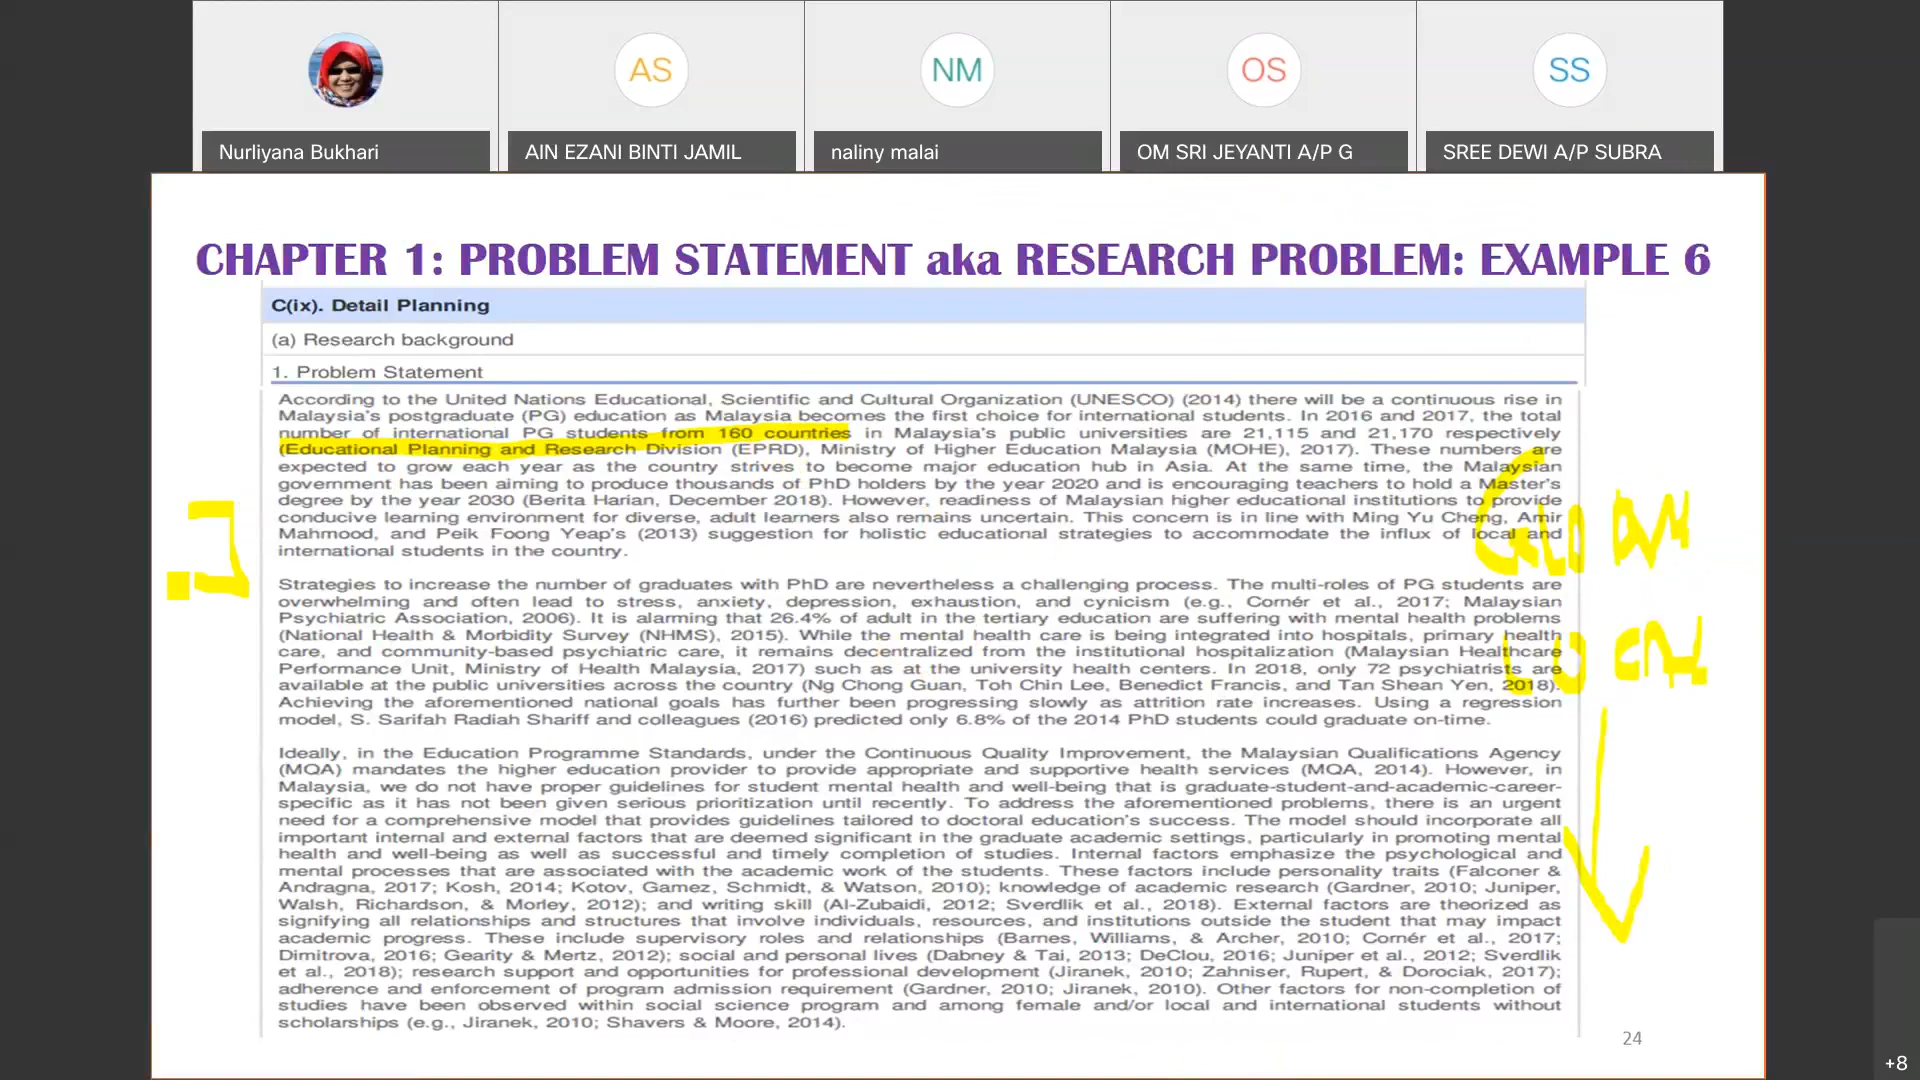 AS
NM
OS
SS
Nurliyana Bukhari
AIN EZANI BINTI JAMIL
naliny malai
OM SRI JEYANTI A/P G
SREE DEWI A/P SUBRA
CHAPTER 1: PROBLEM STATEMENT aka RESEARCH PROBLEM: EXAMPLE 6
C(ix). Detail Planning
(a) Research background
1. Problem Statement
According to the United Nations Educational, Scientific and Cultural Organization (UNESCO) (2014) there will be a continuous rise in
Malaysia's postgraduate (PG) education as Malaysia becomes the first choice for international students. In 2016 and 2017, the total
number of international PG students from 160 countries in Malaysia's public universities are 21,115 and 21,170 respectively
(Educational Planning and Research Division (EPRD), Ministry of Higher Education Malaysia (MOHE), 2017). These numbers are
expected to grow each year as the country strives to become major education hub in Asia. At the same time, the Malaysian
government has been aiming to produce thousands of PhD holders by the year 2020 and is encouraging teachers to hold a Master's
degree by the year 2030 (Berita Harian, December 2018). However, readiness of Malaysian higher educational institutions to provide
conducive learning environment for diverse, adult learners also remains uncertain. This concern is in line with Ming Yu Cheng, Amir
Mahmood, and Peik Foong Yeap's (2013) suggestion for holistic educational strategies to accommodate the influx of local and
international students in the country.
Strategies to increase the number of graduates with PhD are nevertheless a challenging process. The multi-roles of PG students are
overwhelming and often lead to stress, anxiety, depression, exhaustion, and cynicism (e.g., Cornér et al., 2017; Malaysian
Psychiatric Association, 2006). It is alarming that 26.4% of adult in the tertiary education are suffering with mental health problems
(National Health & Morbidity Survey (NHMS), 2015). While the mental health care is being integrated into hospitals, primary health
care, and community-based psychiatric care, it remains decentralized from the institutional hospitalization (Malaysian Healthcare
Performance Unit, Ministry of Health Malaysia, 2017) such as at the university health centers. In 2018, only 72 psychiatrists are
available at the public universities across the country (Ng Chong Guan, Toh Chin Lee, Benedict Francis, and Tan Shean Yen, 2018).
Achieving the aforementioned national goals has further been progressing slowly as attrition rate increases. Using a regression
model, S. Sarifah Radiah Shariff and colleagues (2016) predicted only 6.8% of the 2014 PhD students could graduate on-time.
Ideally, in the Education Programme Standards, under the Continuous Quality Improvement, the Malaysian Qualifications Agency
(MQA) mandates the higher education provider to provide appropriate and supportive health services (MQA, 2014). However, in
Malaysia, we do not have proper guidelines for student mental health and well-being that is graduate-student-and-academic-career-
specific as it has not been given serious prioritization until recently. To address the aforementioned problems, there is an urgent
need for a comprehensive model that provides guidelines tailored to doctoral education's success. The model should incorporate all
important internal and external factors that are deemed significant in the graduate academic settings, particularly in promoting mental
health and well-being as well as successful and timely completion of studies. Internal factors emphasize the psychological and
mental processes that are associated with the academic work of the students. These factors include personality traits (Falconer &
Andragna, 2017; Kosh, 2014; Kotov, Gamez, Schmidt, & Watson, 2010); knowledge of academic research (Gardner, 2010; Juniper,
Walsh, Richardson, & Morley, 2012); and writing skill (Al-Zubaidi, 2012; Sverdlik et al., 2018). External factors are theorized as
signifying all relationships and structures that involve individuals, resources, and institutions outside the student that may impact
academic progress. These include supervisory roles and relationships (Barnes, Williams, & Archer, 2010; Cornér et al., 2017;
Dimitrova, 2016; Gearity & Mertz, 2012); social and personal lives (Dabney & Tai, 2013; DeClou, 2016; Juniper et al., 2012; Sverdlik
et al., 2018); research support and opportunities for professional development (Jiranek, 2010; Zahniser, Rupert, & Dorociak, 2017);
adherence and enforcement of program admission requirement (Gardner, 2010; Jiranek, 2010). Other factors for non-completion of
studies have been observed within social science program and among female and/or local and international students without
scholarships (e.g., Jiranek, 2010; Shavers & Moore, 2014).
24
+8